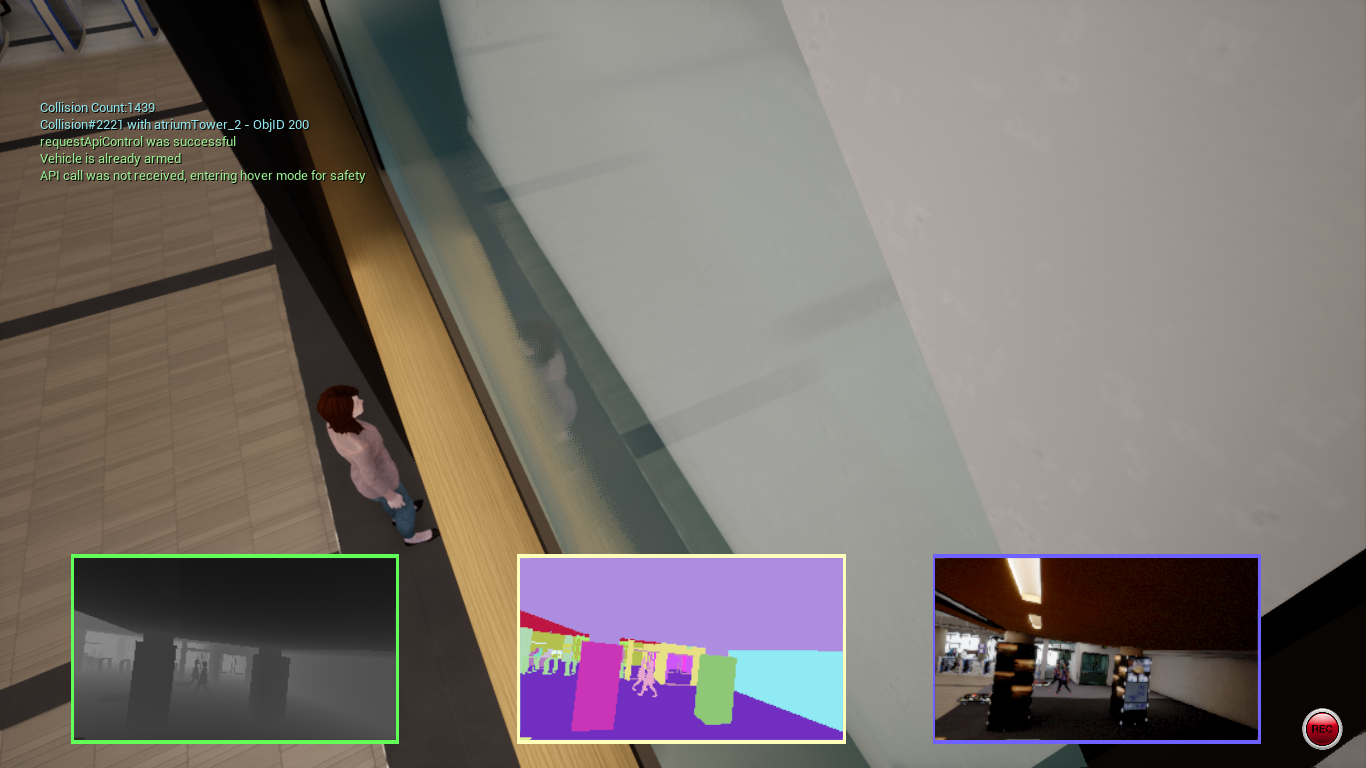 Collision Count:1439
Collision#2221 with atriumTower_2 - ObjID 200
requestApiControl was successful
Vehicle is already armed
API call was not received, entering hover mode for safety
REC